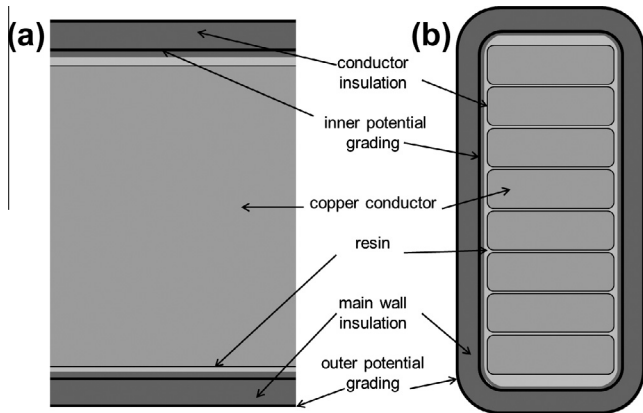 (a)
(b)
conductor
insulation
inner potential
grading
copper conductor
resin
main wall
insulation
outer potential
grading